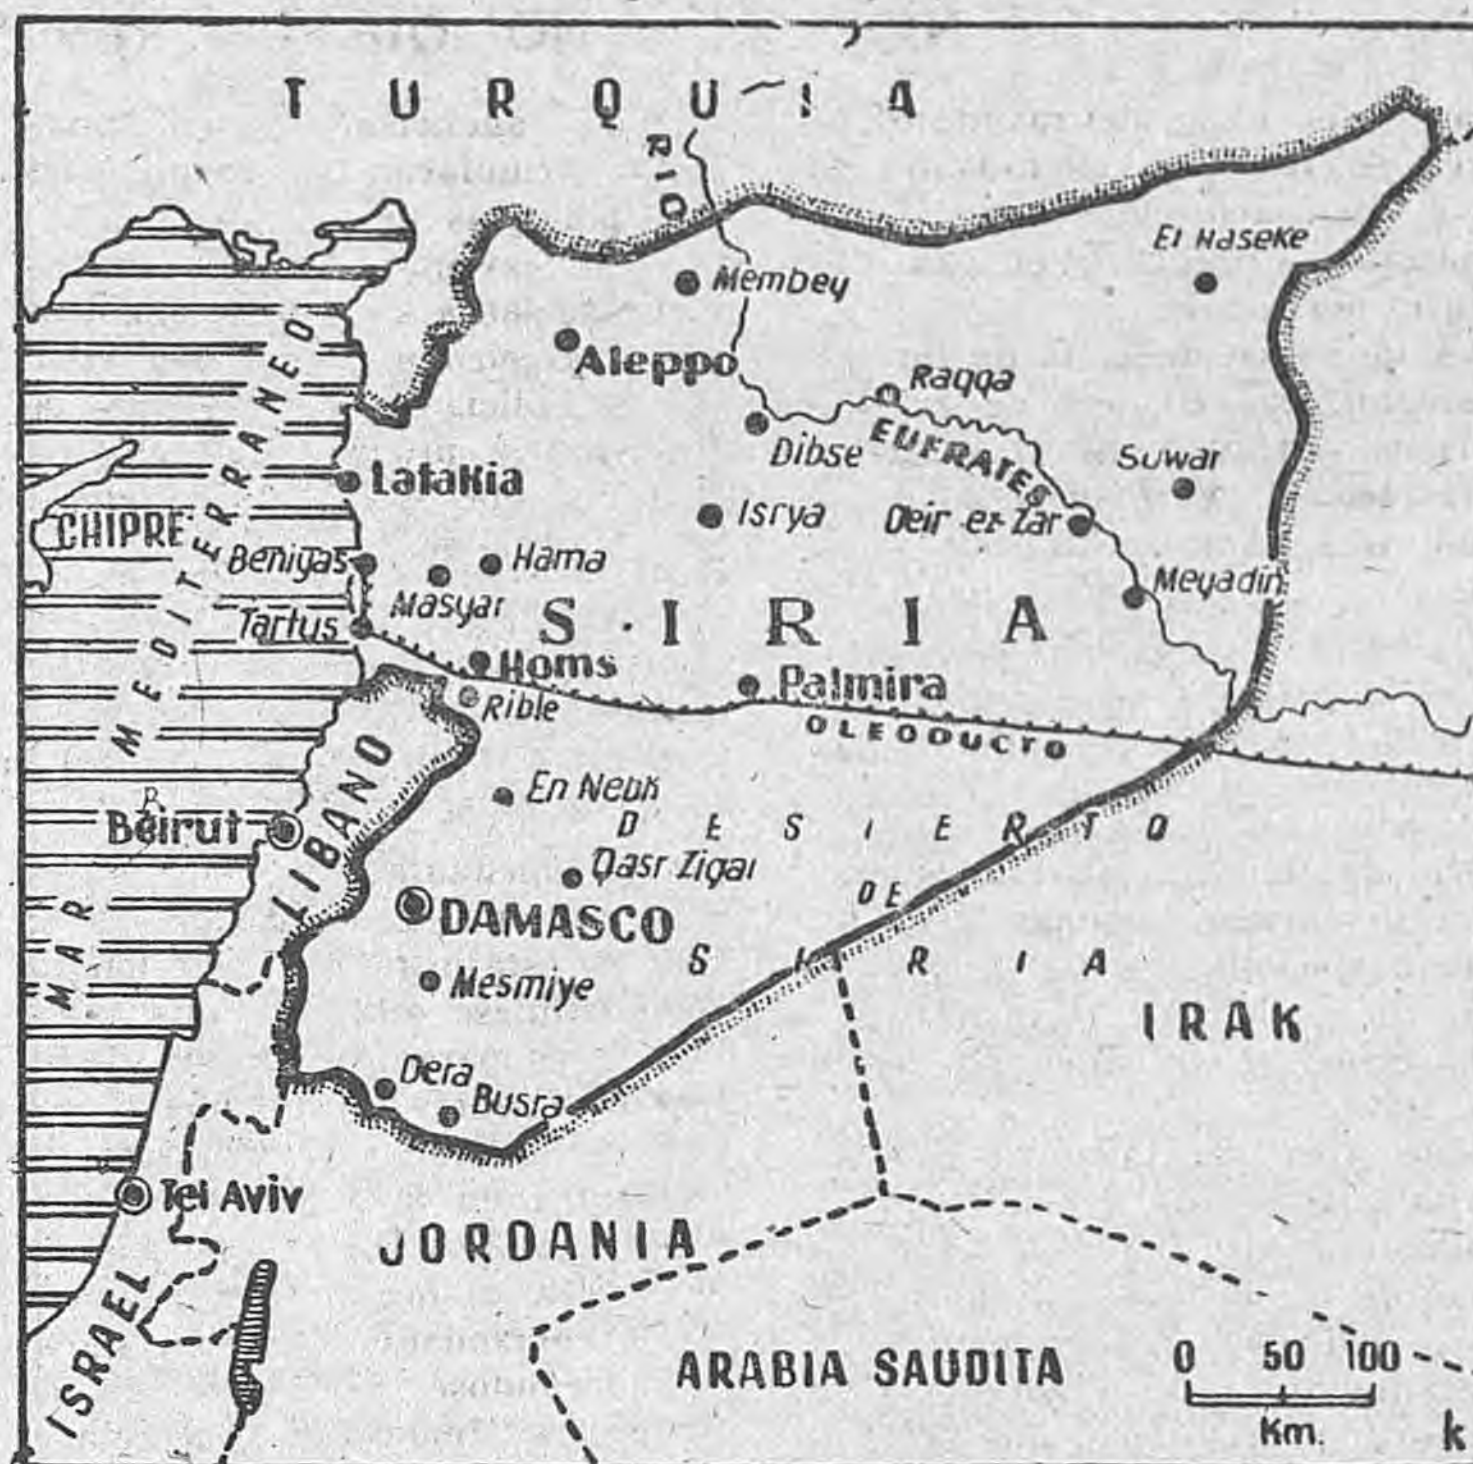 TURQUIA
RIO
El Haseke
Membey
Aleppo
Raqqa
MAR MEDITERRANEO
Dibse
EUFRATES
Suwar
Latakia
Isrya
Deir er Zar
CHIPRE
Beniyas
Hama
Meyadin
Masyar
Tartus
SIRIA
Homs
Palmira
Rible
OLEODUCTO
En Nebk
Beirut
LIBANO
DESIERTO
DE
SIRIA
Qasr Zigal
DAMASCO
Mesmiye
IRAK
Dera
Busra
Tel Aviv
JORDANIA
ISRAEL
ARABIA SAUDITA
0 50 100
Km.
k